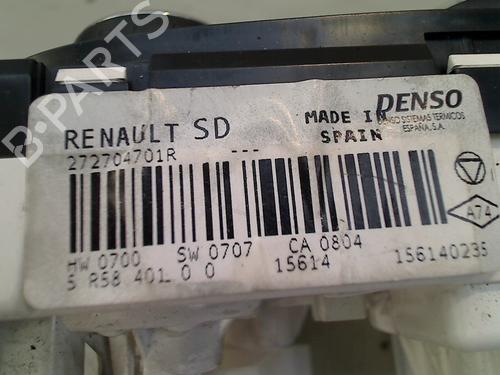 B-PARTS
RENAULT SD
MADE IN SPAIN
DENSO
DENSO SISTEMAS TERMICOS
ESPAÑA, S.A.
272704701R ---
A74
HW 0700 SW 0707 CA 0804
S R58 401 0 0 15614 156140235